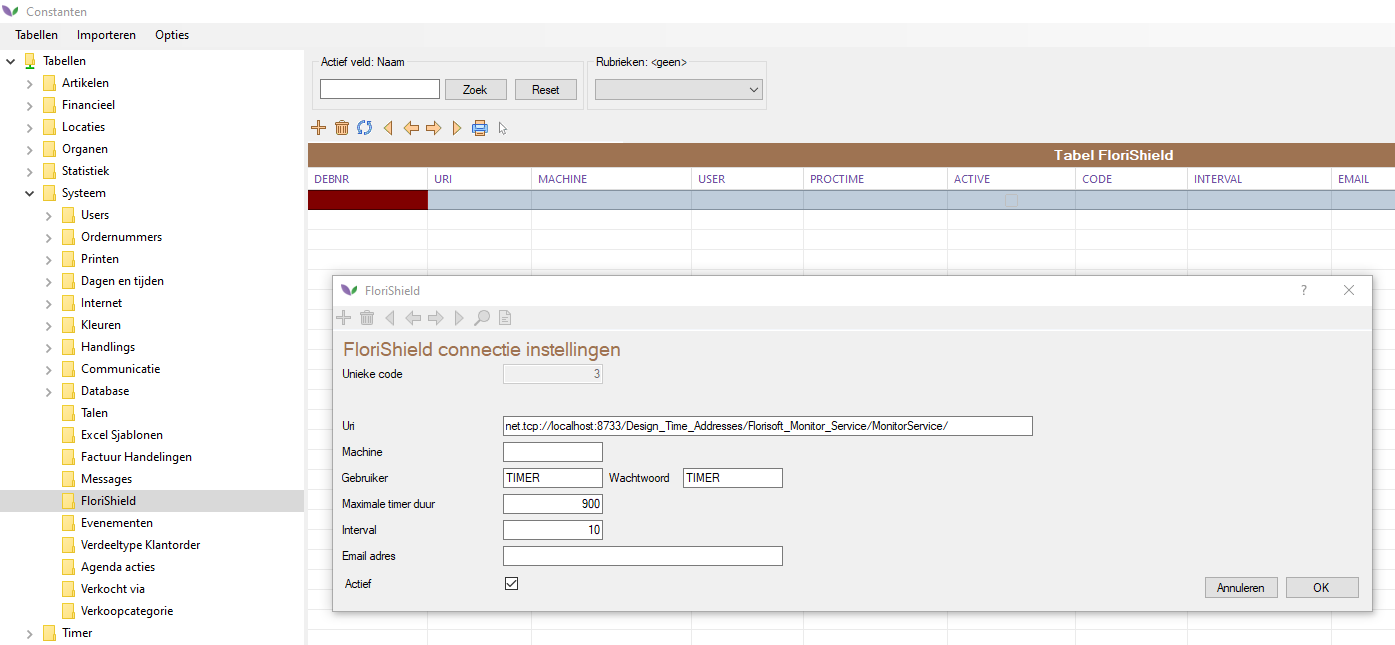 Constanten
Tabellen Importeren Opties
Tabellen
Artikelen
Financieel
Locaties
Organen
Statistiek
Systeem
Users
Ordernummers
Printen
Dagen en tijden
Internet
Kleuren
Handlings
Communicatie
Database
Talen
Excel Sjablonen
Factuur Handelingen
Messages
FloriShield
Evenementen
Verdeeltype Klantorder
Agenda acties
Verkocht via
Verkoopcategorie
Timer
Actief veld: Naam
Zoek Reset
Rubrieken: <geen>
Tabel FloriShield
DEBNR URI MACHINE USER PROCTIME ACTIVE CODE INTERVAL EMAIL
FloriShield ?
FloriShield connectie instellingen
Unieke code 3
Uri net.tcp://localhost:8733/Design_Time_Addresses/Florisoft_Monitor_Service/MonitorService/
Machine
Gebruiker TIMER Wachtwoord TIMER
Maximale timer duur 900
Interval 10
Email adres
Actief
Annuleren OK